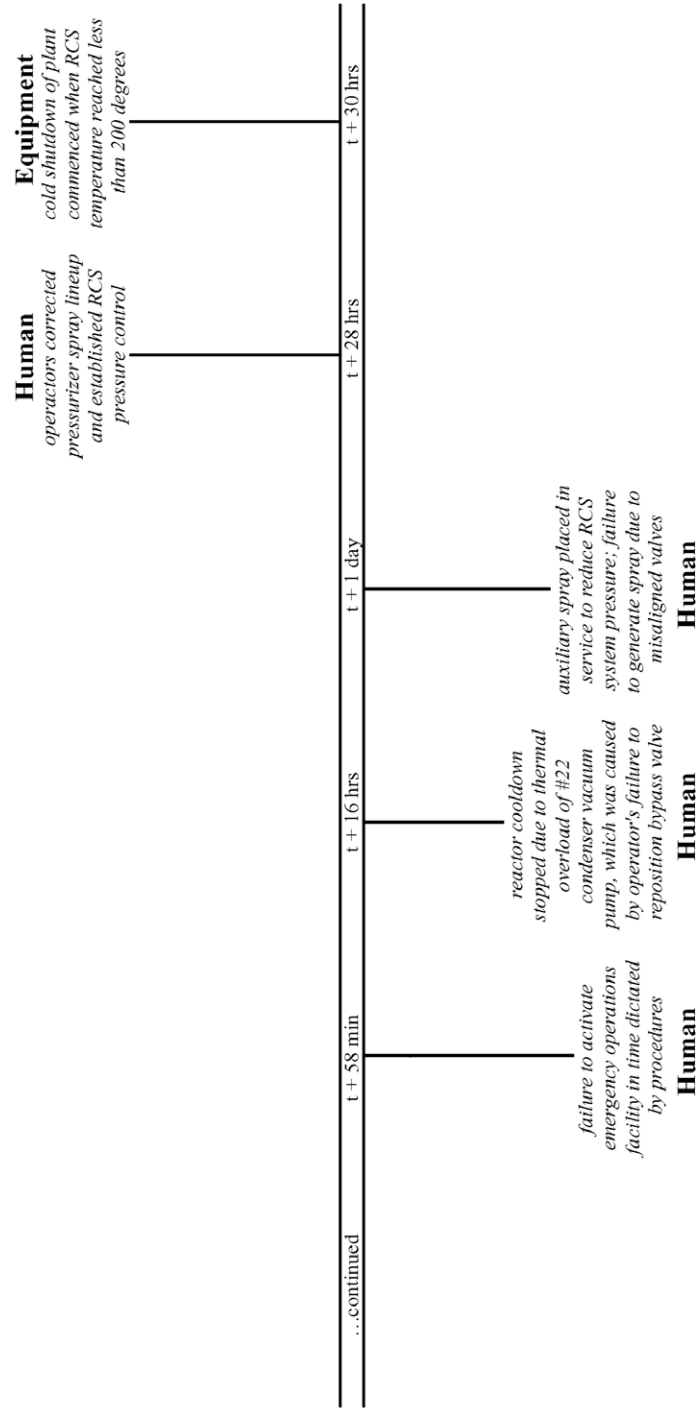 Human
operactors corrected
pressurizer spray lineup
and established RCS
pressure control
Equipment
cold shutdown of plant
commenced when RCS
temperature reached less
than 200 degrees
…continued
t + 58 min
t + 16 hrs
t + 1 day
t + 28 hrs
t + 30 hrs
failure to activate
emergency operations
facility in time dictated
by procedures
Human
reactor cooldown
stopped due to thermal
overload of #22
condenser vacuum
pump, which was caused
by operator's failure to
reposition bypass valve
Human
auxiliary spray placed in
service to reduce RCS
system pressure; failure
to generate spray due to
misaligned valves
Human